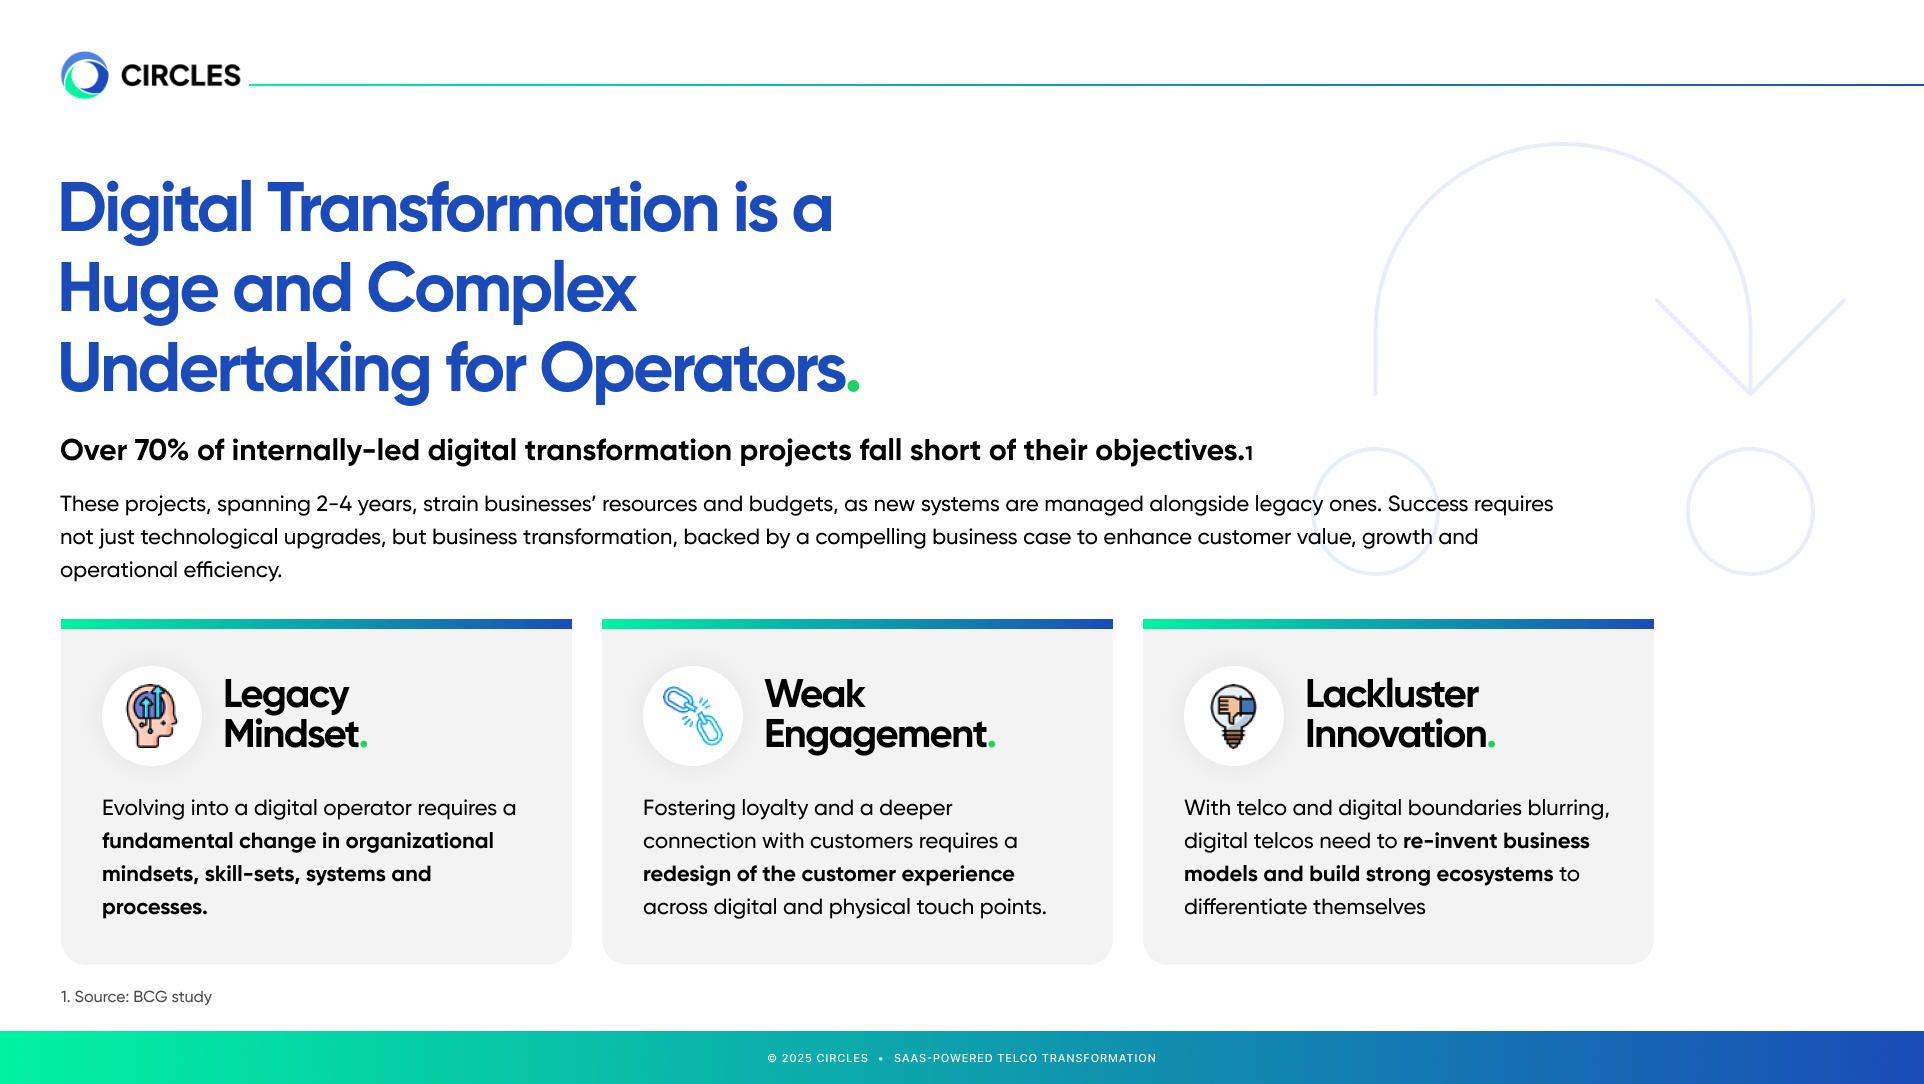 CIRCLES
Digital Transformation is a
Huge and Complex
Undertaking for Operators.
Over 70% of internally-led digital transformation projects fall short of their objectives.1
These projects, spanning 2-4 years, strain businesses’ resources and budgets, as new systems are managed alongside legacy ones. Success requires
not just technological upgrades, but business transformation, backed by a compelling business case to enhance customer value, growth and
operational efficiency.
Legacy
Mindset.
Evolving into a digital operator requires a
fundamental change in organizational
mindsets, skill-sets, systems and
processes.
Weak
Engagement.
Fostering loyalty and a deeper
connection with customers requires a
redesign of the customer experience
across digital and physical touch points.
Lackluster
Innovation.
With telco and digital boundaries blurring,
digital telcos need to re-invent business
models and build strong ecosystems to
differentiate themselves
1. Source: BCG study
© 2025 CIRCLES • SAAS-POWERED TELCO TRANSFORMATION